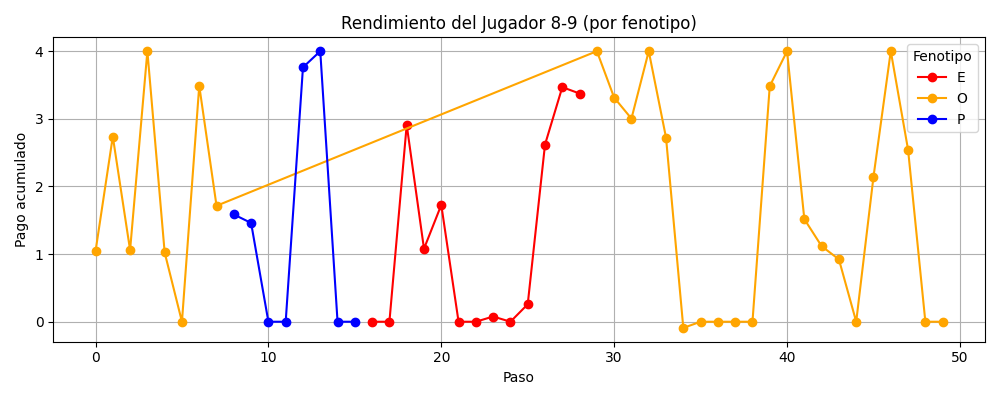 Rendimiento del Jugador 8-9 (por fenotipo)
Pago acumulado
4
3
2
1
0
Fenotipo
E
O
P
0 10 20 30 40 50
Paso